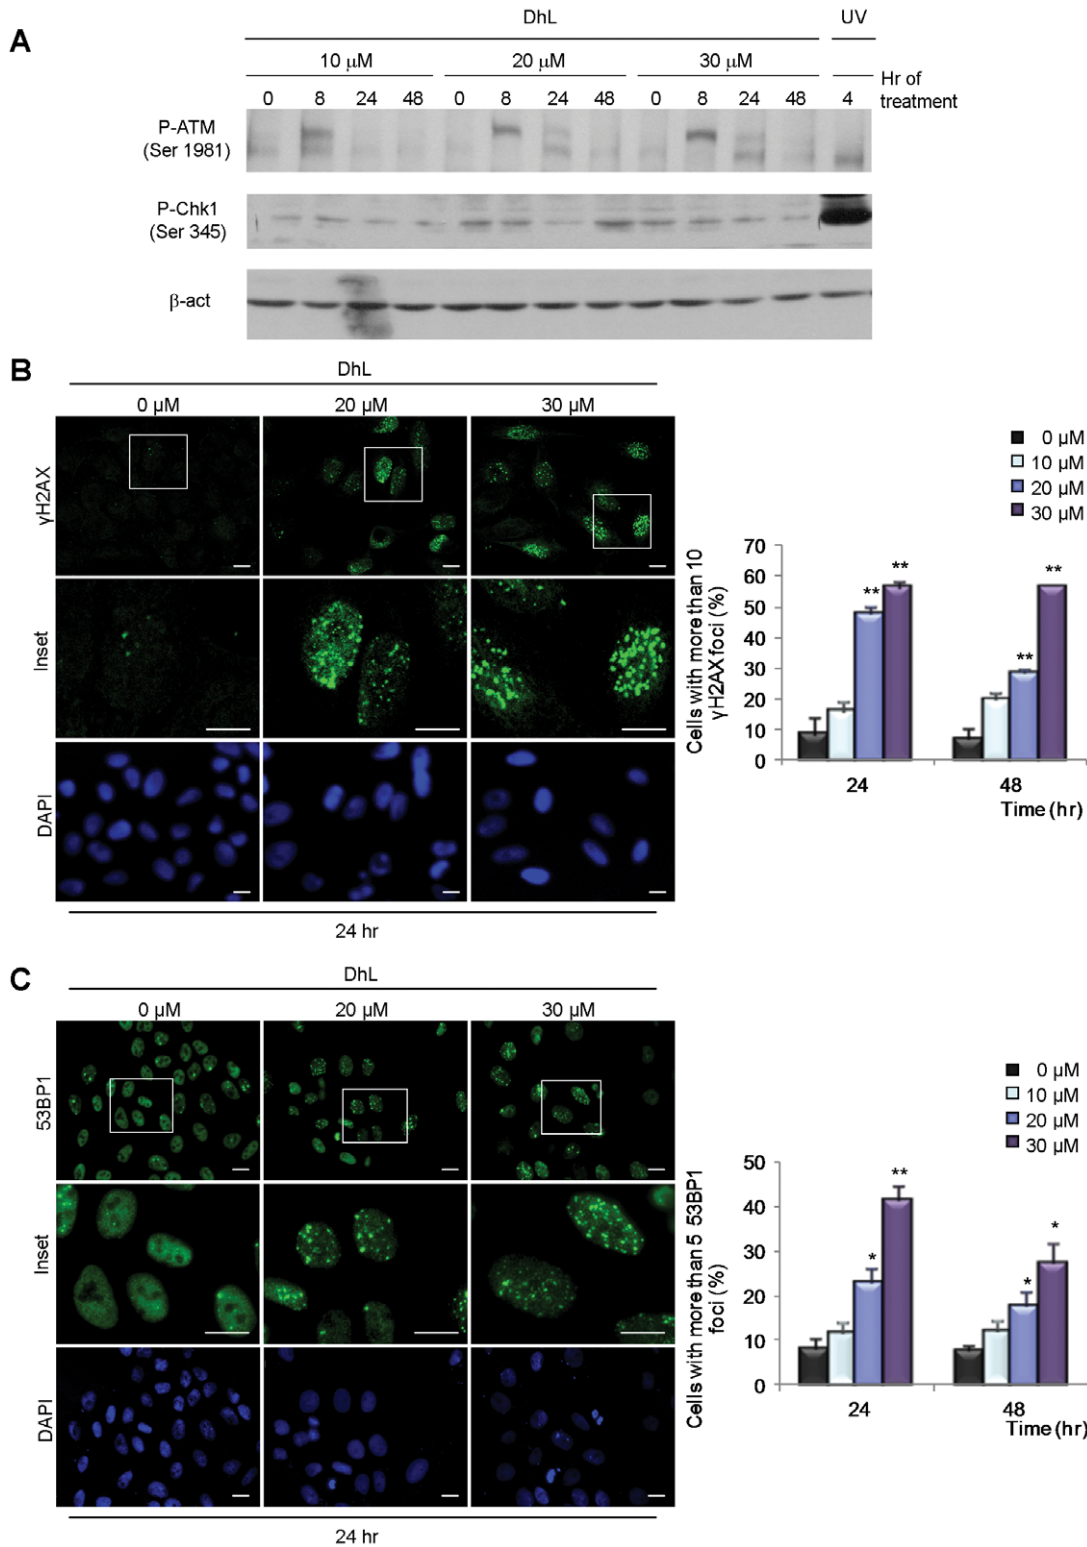 A
DhL UV
10 μM 20 μM 30 μM
0 8 24 48 0 8 24 48 0 8 24 48 4 Hr of treatment
P-ATM
(Ser 1981)
P-Chk1
(Ser 345)
β-act
B
DhL
0 μM 20 μM 30 μM
γH2AX
Inset
DAPI
24 hr
0 μM
10 μM
20 μM
30 μM
Cells with more than 10
γH2AX foci (%)
70
60
50
40
30
20
10
0
** ** ** **
24 48
Time (hr)
C
DhL
0 μM 20 μM 30 μM
53BP1
Inset
DAPI
24 hr
0 μM
10 μM
20 μM
30 μM
Cells with more than 5 53BP1
foci (%)
50
40
30
20
10
0
* ** * *
24 48
Time (hr)